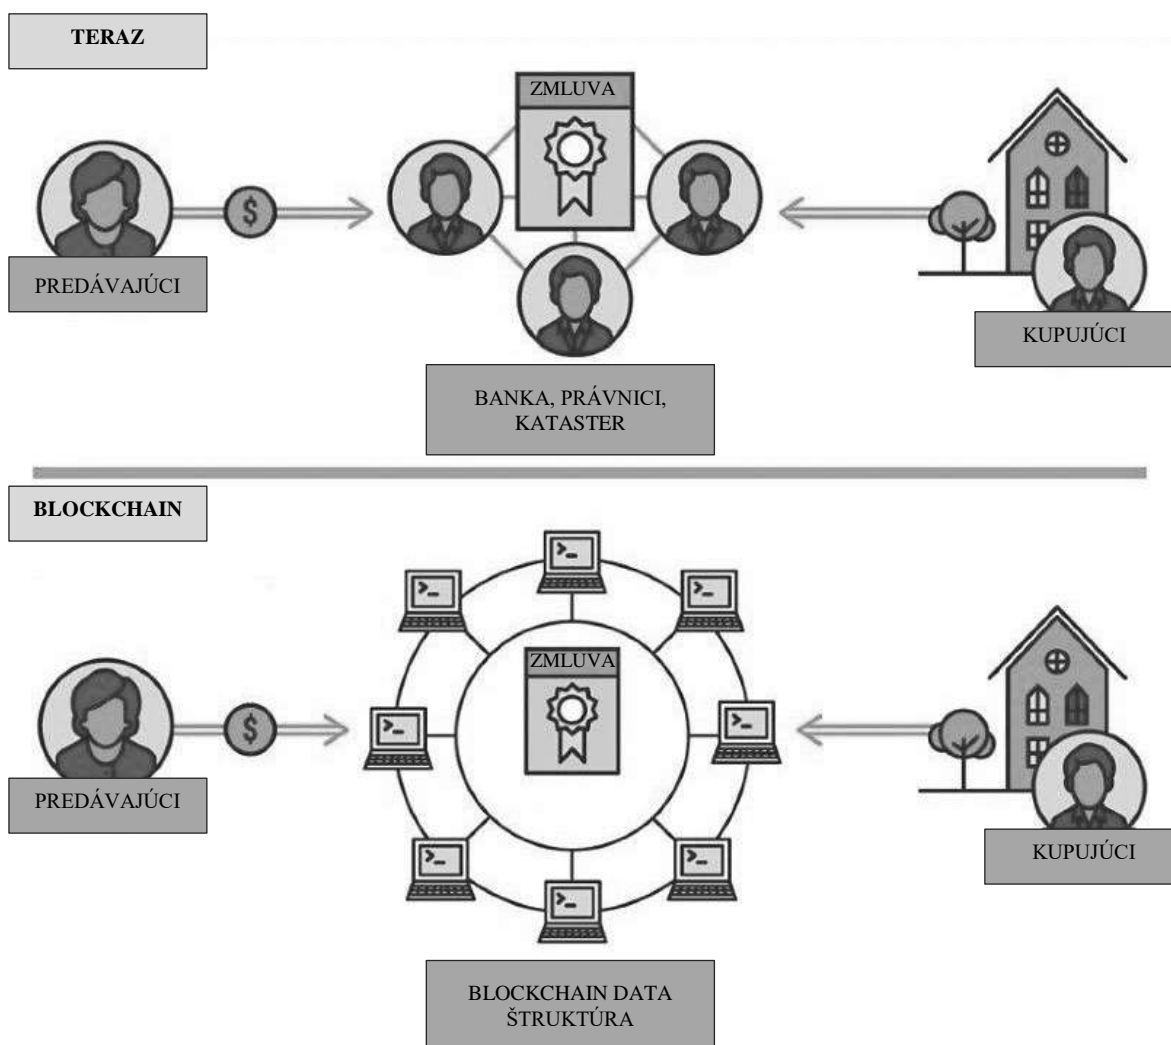 TERAZ
ZMLUVA
$
PREDÁVAJÚCI
KUPUJÚCI
BANKA, PRÁVNICI,
KATASTER
BLOCKCHAIN
>_
>_
>_
ZMLUVA
$
>_
>_
PREDÁVAJÚCI
>_
>_
>_
KUPUJÚCI
BLOCKCHAIN DATA
ŠTRUKTÚRA